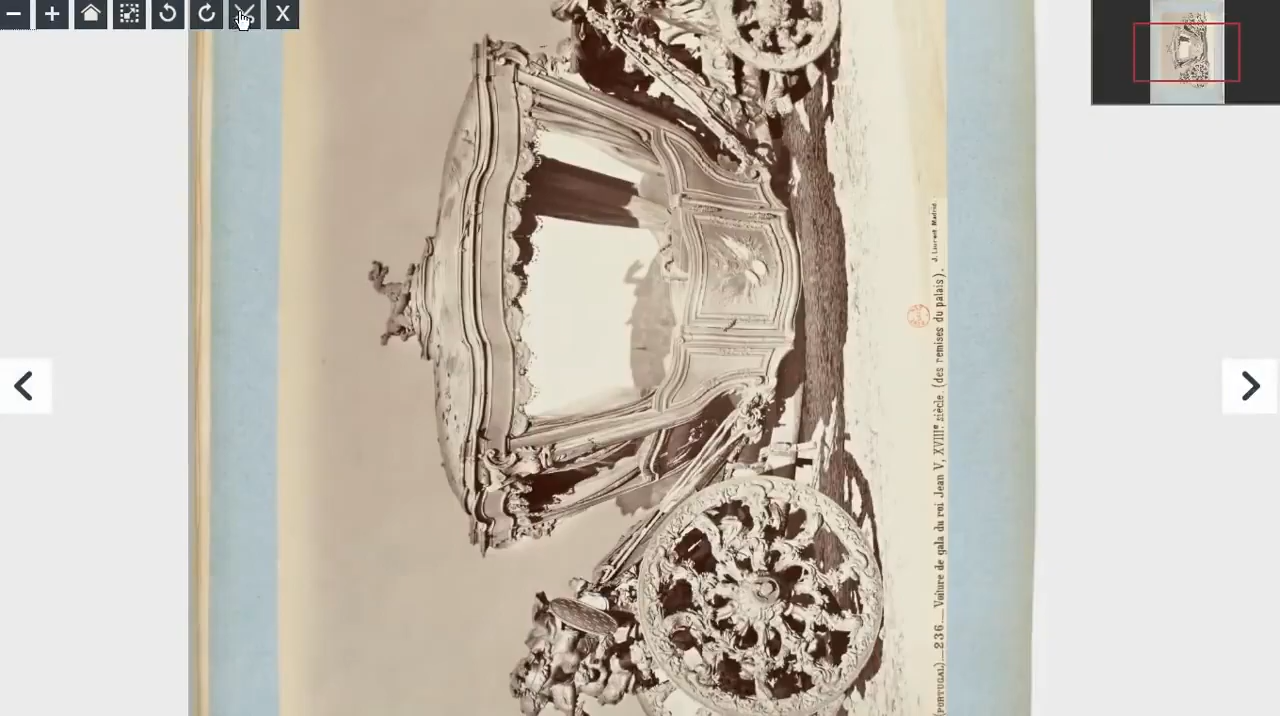 X
(PORTUGAL)—236.—Voiture de gala du roi Jean V, XVIIIe siècle. (des remises du palais).
J. Laurent Madrid.